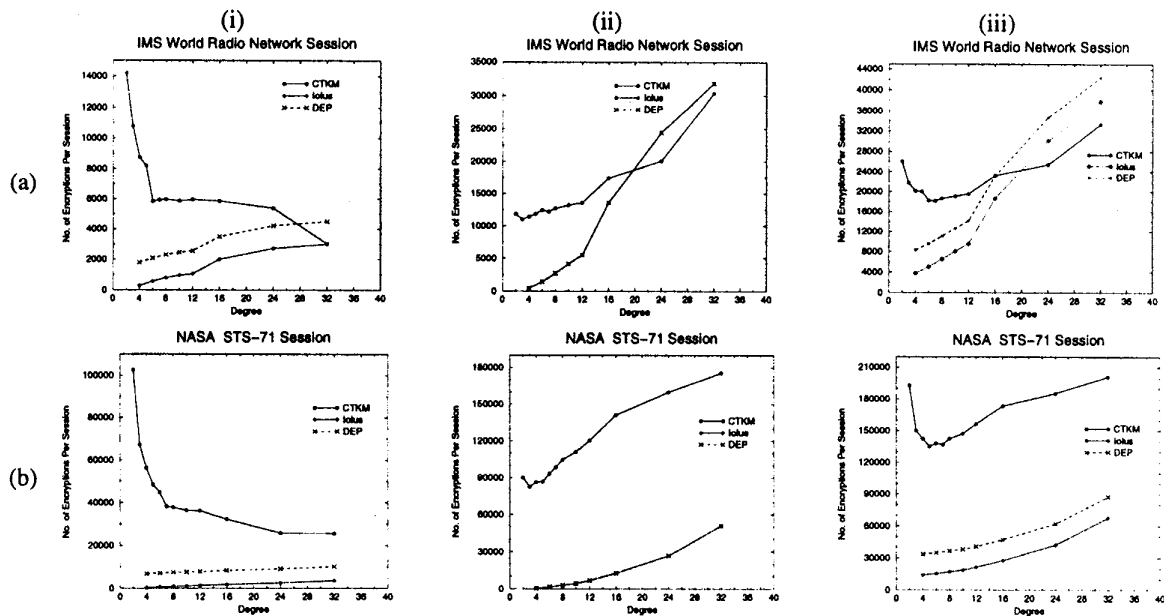 (i)
(ii)
(iii)
IMS World Radio Network Session
IMS World Radio Network Session
IMS World Radio Network Session
(a)
No. of Encryptions Per Session
14000
12000
10000
8000
6000
4000
2000
0
CTKM
Iolus
DEP
0 4 8 12 16 20 24 28 32 36 40
Degree
No. of Encryptions Per Session
35000
30000
25000
20000
15000
10000
5000
0
CTKM
Iolus
DEP
0 4 8 12 16 20 24 28 32 36 40
Degree
No. of Encryptions Per Session
44000
40000
36000
32000
28000
24000
20000
16000
12000
8000
4000
0
CTKM
Iolus
DEP
0 4 8 12 16 20 24 28 32 36 40
Degree
NASA STS-71 Session
NASA STS-71 Session
NASA STS-71 Session
(b)
No. of Encryptions Per Session
100000
80000
60000
40000
20000
0
CTKM
Iolus
DEP
0 4 8 12 16 20 24 28 32 36 40
Degree
No. of Encryptions Per Session
180000
150000
120000
90000
60000
30000
0
CTKM
Iolus
DEP
0 4 8 12 16 20 24 28 32 36 40
Degree
No. of Encryptions Per Session
210000
190000
170000
150000
130000
110000
90000
70000
50000
30000
10000
CTKM
Iolus
DEP
0 4 8 12 16 20 24 28 32 36 40
Degree